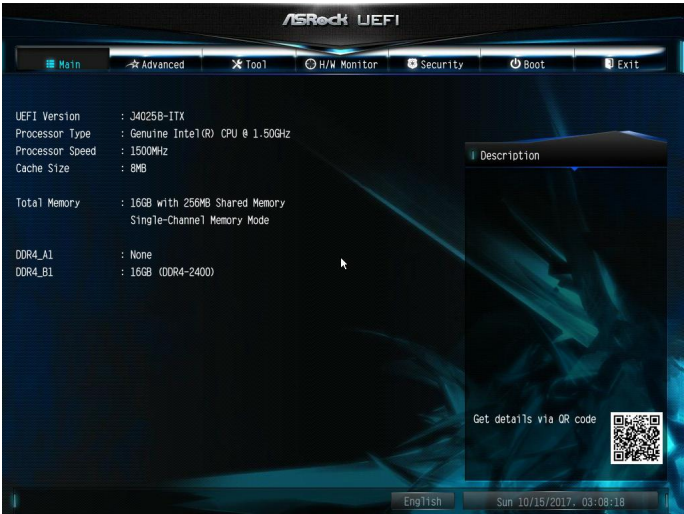 ASRock UEFI
Main
Advanced
Tool
H/W Monitor
Security
Boot
Exit
UEFI Version : J4025B-ITX
Processor Type : Genuine Intel(R) CPU @ 1.50GHz
Processor Speed : 1500MHz
Cache Size : 8MB
Total Memory : 16GB with 256MB Shared Memory
Single-Channel Memory Mode
DDR4_A1 : None
DDR4_B1 : 16GB (DDR4-2400)
Description
Get details via QR code
English
Sun 10/15/2017. 03:08:18